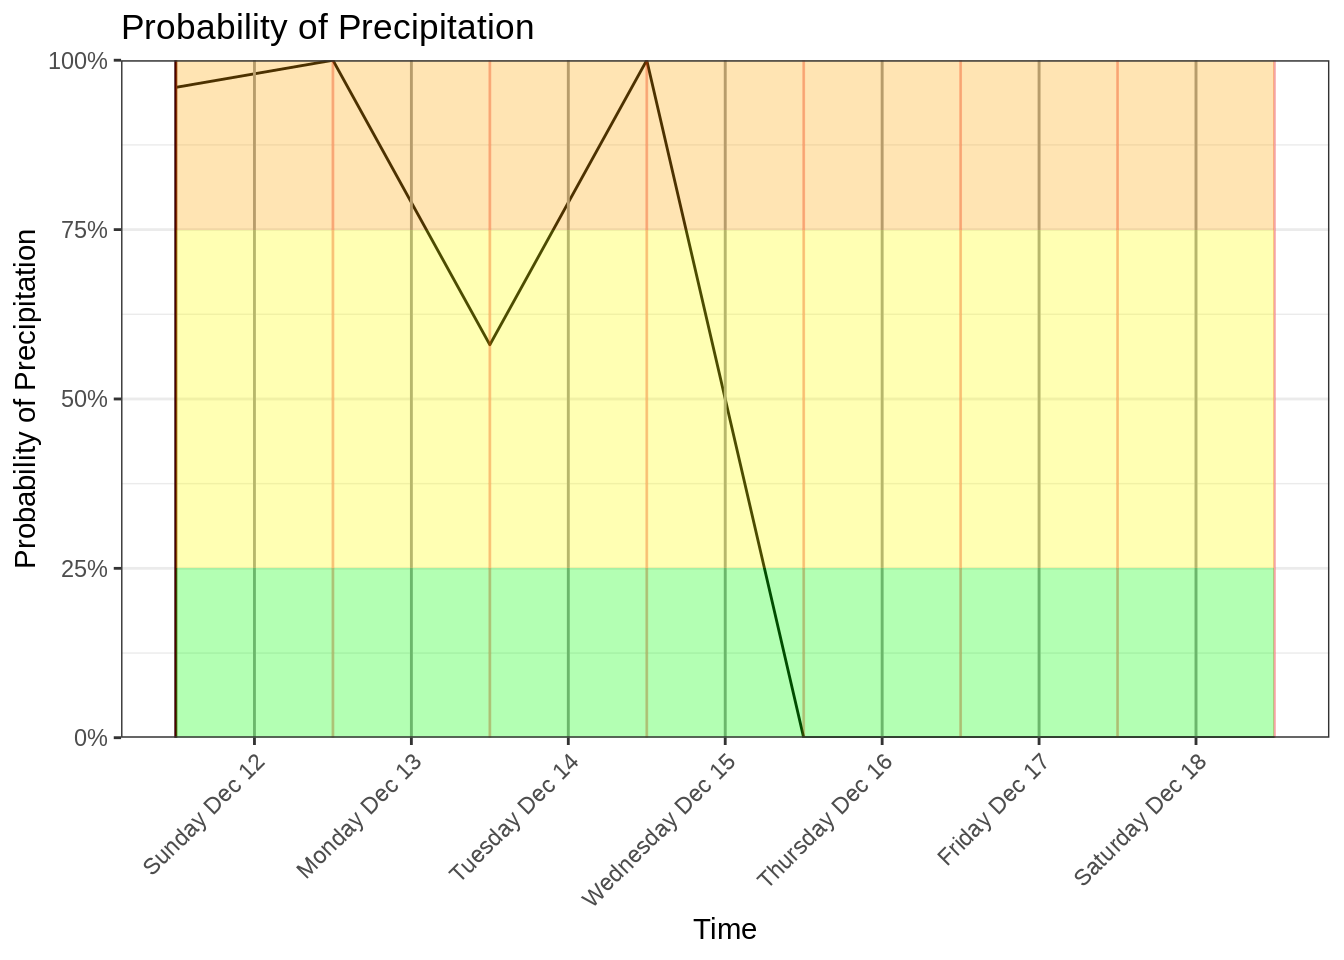 Probability of Precipitation
Probability of Precipitation
100%
75%
50%
25%
0%
Sunday Dec 12
Monday Dec 13
Tuesday Dec 14
Wednesday Dec 15
Thursday Dec 16
Friday Dec 17
Saturday Dec 18
Time